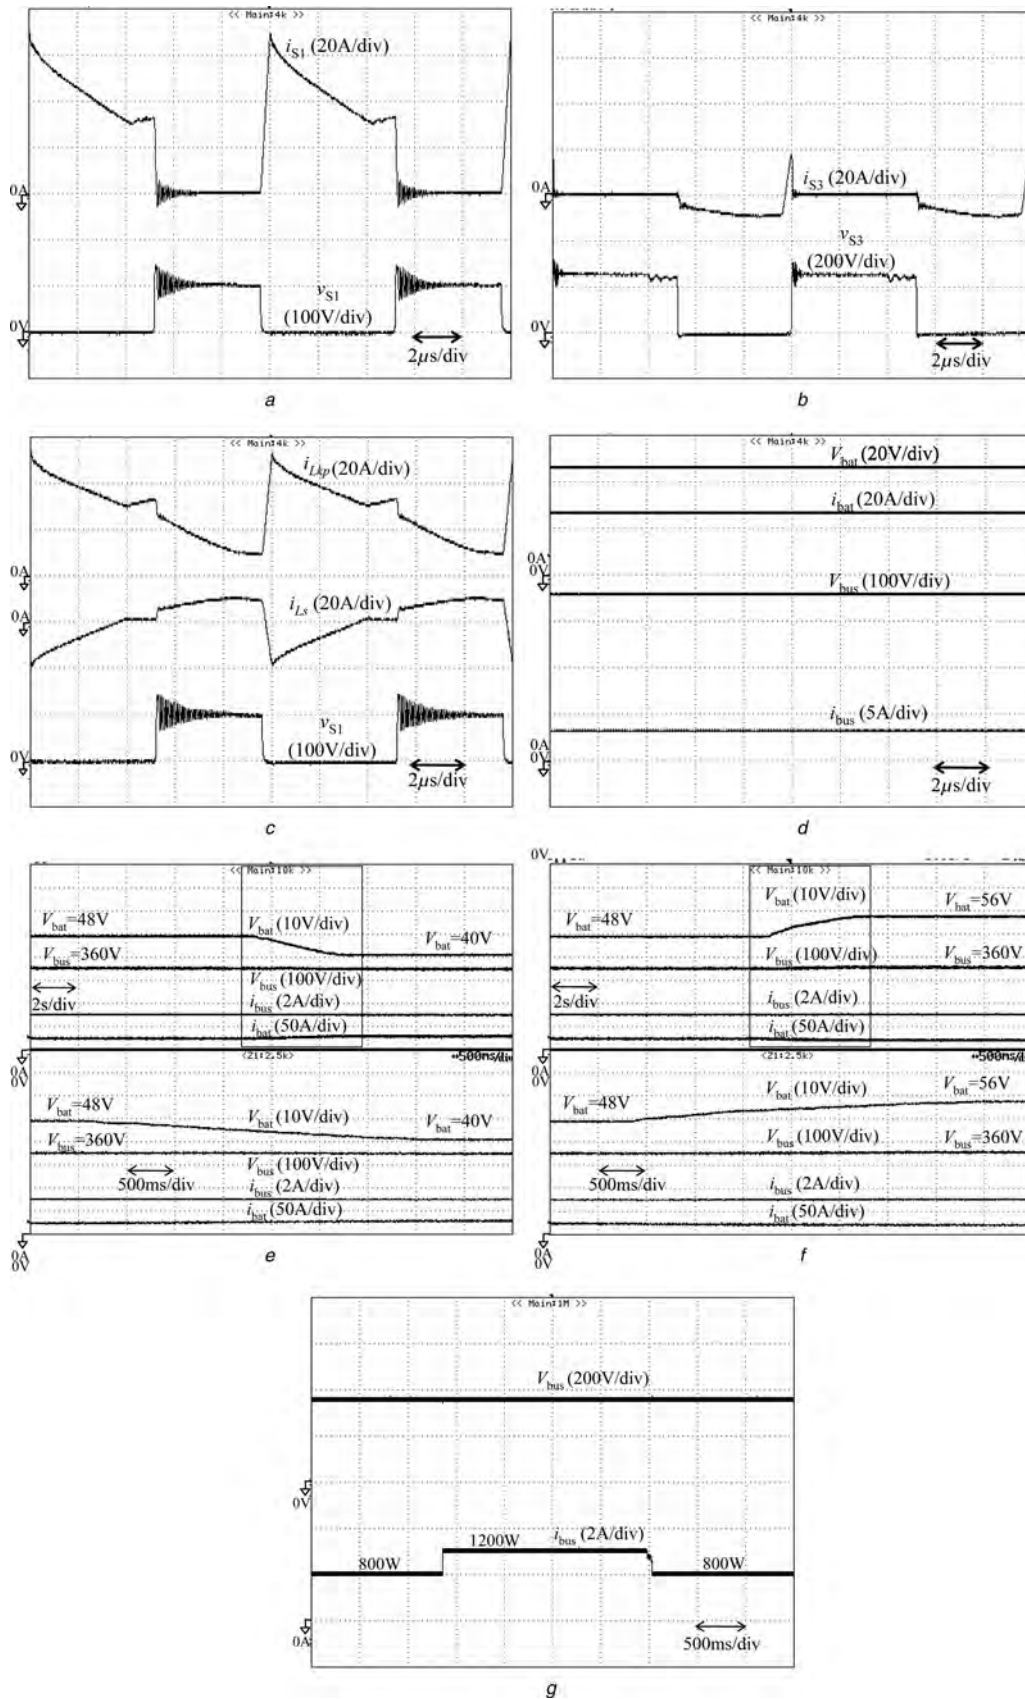 << Main:4k >>
i_S1 (20A/div)
0A
v_S1
(100V/div)
0V
2μs/div
a
<< Main:4k >>
0A
i_S3 (20A/div)
v_S3
(200V/div)
0V
2μs/div
b
<< Main:4k >>
i_Lkp (20A/div)
0A
0A
i_Ls (20A/div)
v_S1
(100V/div)
0V
2μs/div
c
<< Main:4k >>
V_bat (20V/div)
i_bat (20A/div)
0A
0V
V_bus (100V/div)
i_bus (5A/div)
0A
0V
2μs/div
d
<< Main:10k >>
V_bat=48V
V_bat (10V/div)
V_bat=40V
V_bus=360V
V_bus (100V/div)
2s/div
i_bus (2A/div)
i_bat (50A/div)
0A
0V
V_bat=48V
V_bat (10V/div)
V_bat=40V
V_bus=360V
V_bus (100V/div)
500ms/div
i_bus (2A/div)
i_bat (50A/div)
0A
0V
e
0V
<< Main:10k >>
V_bat (10V/div)
V_bat=56V
V_bat=48V
V_bus (100V/div)
V_bus=360V
2s/div
i_bus (2A/div)
i_bat (50A/div)
0A
0V
V_bat (10V/div)
V_bat=56V
V_bat=48V
V_bus (100V/div)
V_bus=360V
500ms/div
i_bus (2A/div)
i_bat (50A/div)
0A
0V
f
<< Main:1M >>
V_bus (200V/div)
0V
1200W
i_bus (2A/div)
800W
800W
0A
500ms/div
g